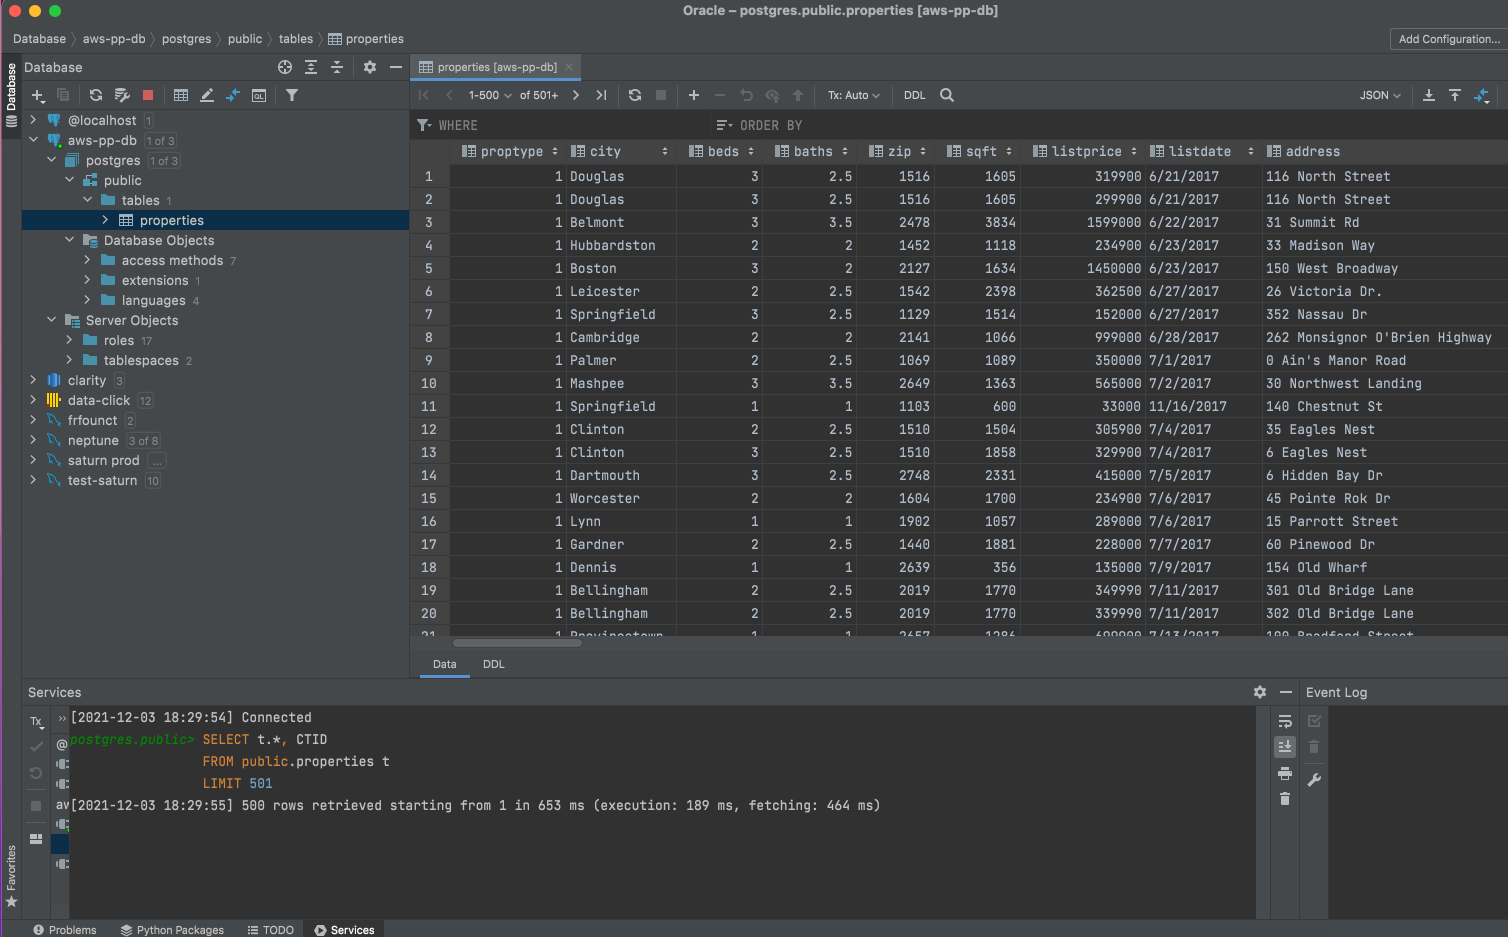 Oracle – postgres.public.properties [aws-pp-db]
Database aws-pp-db postgres public tables properties
Add Configuration...
Database
Database
properties [aws-pp-db]
1-500 of 501+ Tx: Auto DDL JSON
WHERE ORDER BY
@localhost 1
aws-pp-db 1 of 3
postgres 1 of 3
public
tables 1
properties
Database Objects
access methods 7
extensions 1
languages 4
Server Objects
roles 17
tablespaces 2
clarity 3
data-click 12
frfounct 2
neptune 3 of 8
saturn prod ...
test-saturn 10
proptype city beds baths zip sqft listprice listdate address
1 1 Douglas 3 2.5 1516 1605 319900 6/21/2017 116 North Street
2 1 Douglas 3 2.5 1516 1605 299900 6/21/2017 116 North Street
3 1 Belmont 3 3.5 2478 3834 1599000 6/22/2017 31 Summit Rd
4 1 Hubbardston 2 2 1452 1118 234900 6/23/2017 33 Madison Way
5 1 Boston 3 2 2127 1634 1450000 6/23/2017 150 West Broadway
6 1 Leicester 2 2.5 1542 2398 362500 6/27/2017 26 Victoria Dr.
7 1 Springfield 3 2.5 1129 1514 152000 6/27/2017 352 Nassau Dr
8 1 Cambridge 2 2 2141 1066 999000 6/28/2017 262 Monsignor O'Brien Highway
9 1 Palmer 2 2.5 1069 1089 350000 7/1/2017 0 Ain's Manor Road
10 1 Mashpee 3 3.5 2649 1363 565000 7/2/2017 30 Northwest Landing
11 1 Springfield 1 1 1103 600 33000 11/16/2017 140 Chestnut St
12 1 Clinton 2 2.5 1510 1504 305900 7/4/2017 35 Eagles Nest
13 1 Clinton 3 2.5 1510 1858 329900 7/4/2017 6 Eagles Nest
14 1 Dartmouth 3 2.5 2748 2331 415000 7/5/2017 6 Hidden Bay Dr
15 1 Worcester 2 2 1604 1700 234900 7/6/2017 45 Pointe Rok Dr
16 1 Lynn 1 1 1902 1057 289000 7/6/2017 15 Parrott Street
17 1 Gardner 2 2.5 1440 1881 228000 7/7/2017 60 Pinewood Dr
18 1 Dennis 1 1 2639 356 135000 7/9/2017 154 Old Wharf
19 1 Bellingham 2 2.5 2019 1770 349990 7/11/2017 301 Old Bridge Lane
20 1 Bellingham 2 2.5 2019 1770 339990 7/11/2017 302 Old Bridge Lane
21 1 Provincetown 1 1 2657 1286 699900 7/13/2017 100 Bradford Street
Data DDL
Services
Event Log
Tx
[2021-12-03 18:29:54] Connected
postgres.public> SELECT t.*, CTID
FROM public.properties t
LIMIT 501
[2021-12-03 18:29:55] 500 rows retrieved starting from 1 in 653 ms (execution: 189 ms, fetching: 464 ms)
@
aw
Favorites
Problems Python Packages TODO Services